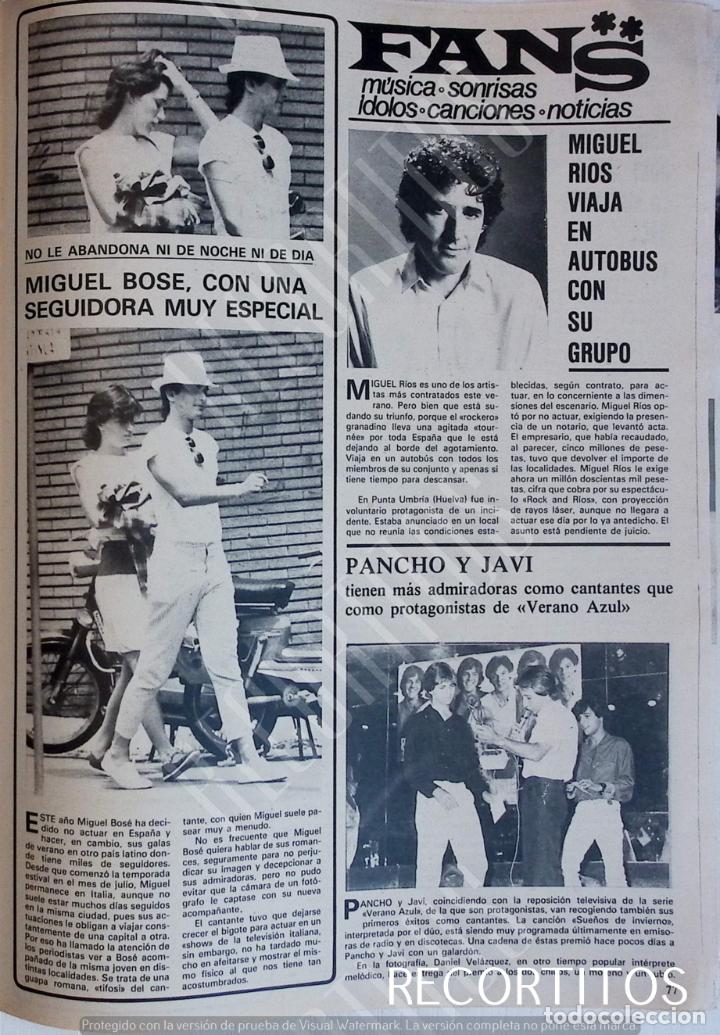 FANS
música·sonrisas
ídolos·canciones·noticias
NO LE ABANDONA NI DE NOCHE NI DE DIA
MIGUEL BOSE, CON UNA
SEGUIDORA MUY ESPECIAL
ESTE año Miguel Bosé ha deci-
dido no actuar en España y
hacer, en cambio, sus galas
de verano en otro país latino don-
de tiene miles de seguidores.
Desde que comenzó la temporada
estival en el mes de julio, Miguel
permanece en Italia, aunque no
suele estar muchos días seguidos
en la misma ciudad, pues sus ac-
tuaciones le obligan a viajar cons-
tantemente de una capital a otra.
Por eso ha llamado la atención de
los periodistas ver a Bosé acom-
pañado de la misma joven en dis-
tintas localidades. Se trata de una
guapa romana, «tifosi» del can-
tante, con quien Miguel suele pa-
sear muy a menudo.
No es frecuente que Miguel
Bosé quiera hablar de sus roman-
ces, seguramente para no perju-
dicar su imagen y decepcionar a
sus admiradoras, pero no pudo
evitar que la cámara de un fotó-
grafo le captase con su nueva
acompañante.
El cantante tuvo que dejarse
crecer el bigote para actuar en un
«show» de la televisión italiana,
sin embargo, no ha tardado mu-
cho en afeitarse y mostrar el mis-
mo físico al que nos tiene tan
acostumbrados.
MIGUEL
RIOS
VIAJA
EN
AUTOBUS
CON
SU
GRUPO
MIGUEL Ríos es uno de los artis-
tas más contratados este ve-
rano. Pero bien que está su-
dando su triunfo, porque el «rockero»
granadino lleva una agitada «tour-
née» por toda España que le está
dejando al borde del agotamiento.
Viaja en un autobús con todos los
miembros de su conjunto y apenas si
tiene tiempo para descansar.
En Punta Umbría (Huelva) fue in-
voluntario protagonista de un inci-
dente. Estaba anunciado en un local
que no reunía las condiciones esta-
blecidas, según contrato, para ac-
tuar, en lo concerniente a las dimen-
siones del escenario. Miguel Ríos op-
tó por no actuar, exigiendo la presen-
cia de un notario, que levantó acta.
El empresario, que había recaudado,
al parecer, cinco millones de pese-
tas, tuvo que devolver el importe de
las localidades. Miguel Ríos le exige
ahora un millón doscientas mil pese-
tas, cifra que cobra por su espectácu-
lo «Rock and Ríos», con proyección
de rayos láser, aunque no llegara a
actuar ese día por lo ya antedicho. El
asunto está pendiente de juicio.
PANCHO Y JAVI
tienen más admiradoras como cantantes que
como protagonistas de «Verano Azul»
PANCHO y Javi, coincidiendo con la reposición televisiva de la serie
«Verano Azul», de la que son protagonistas, van recogiendo también sus
primeros éxitos como cantantes. La canción «Sueños de invierno»,
interpretada por el dúo, está siendo muy programada últimamente en emiso-
ras de radio y en discotecas. Una cadena de éstas premió hace pocos días a
Pancho y Javi con un galardón.
En la fotografía, Daniel Velázquez, en otro tiempo popular intérprete
melódico, hace entrega del premio a los dos chicos, un moreno y un rubio.
77
RECORTITOS
todocoleccion
Protegido con la versión de prueba de Visual Watermark. La versión completa no pone esta marca.